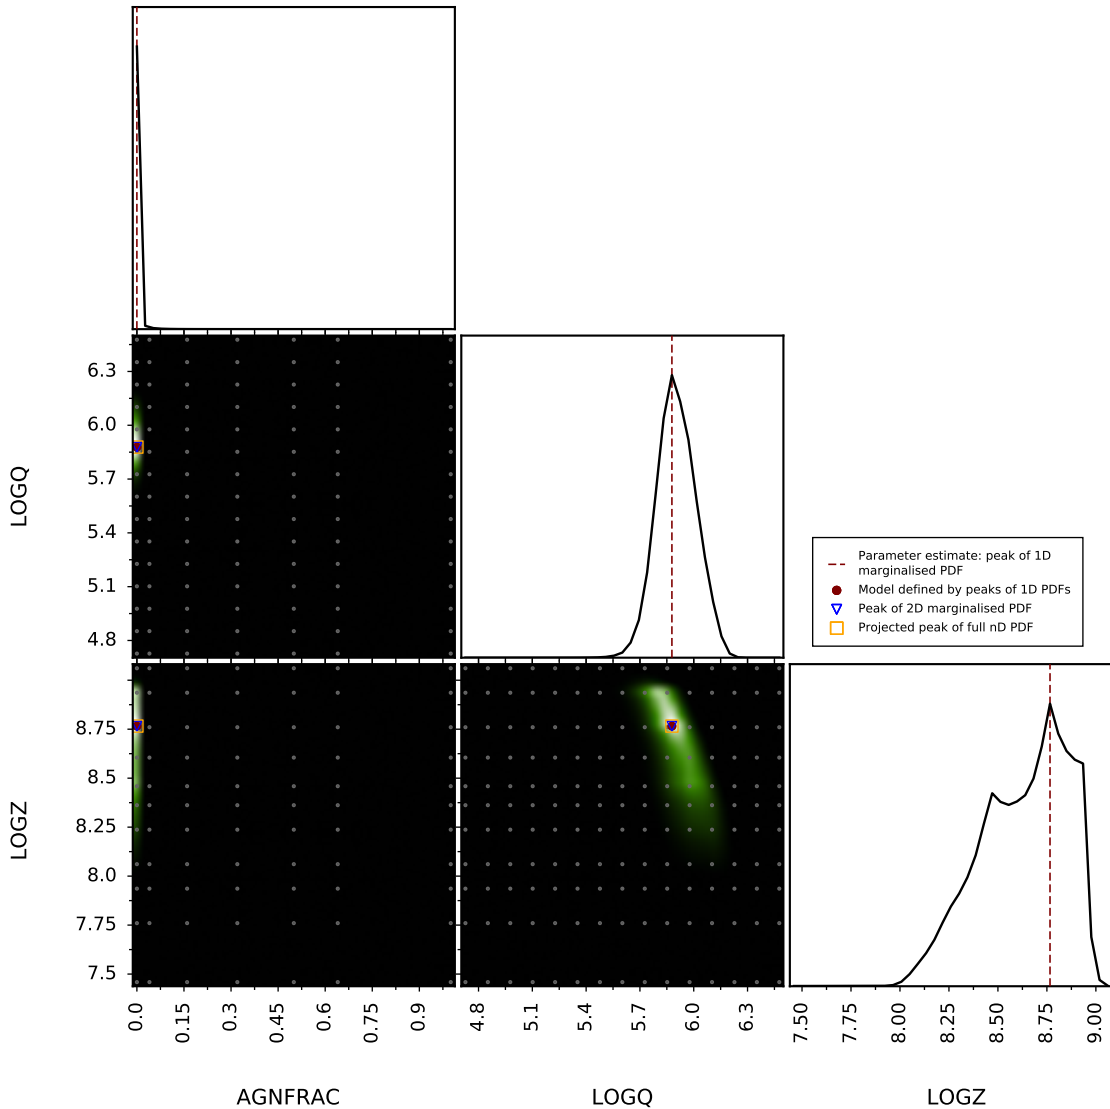 LOGQ
6.3
6.0
5.7
5.4
5.1
4.8
Parameter estimate: peak of 1D
marginalised PDF
Model defined by peaks of 1D PDFs
Peak of 2D marginalised PDF
Projected peak of full nD PDF
LOGZ
8.75
8.5
8.25
8.0
7.75
7.5
0.0 0.15 0.3 0.45 0.6 0.75 0.9
4.8 5.1 5.4 5.7 6.0 6.3
7.50 7.75 8.00 8.25 8.50 8.75 9.00
AGNFRAC
LOGQ
LOGZ